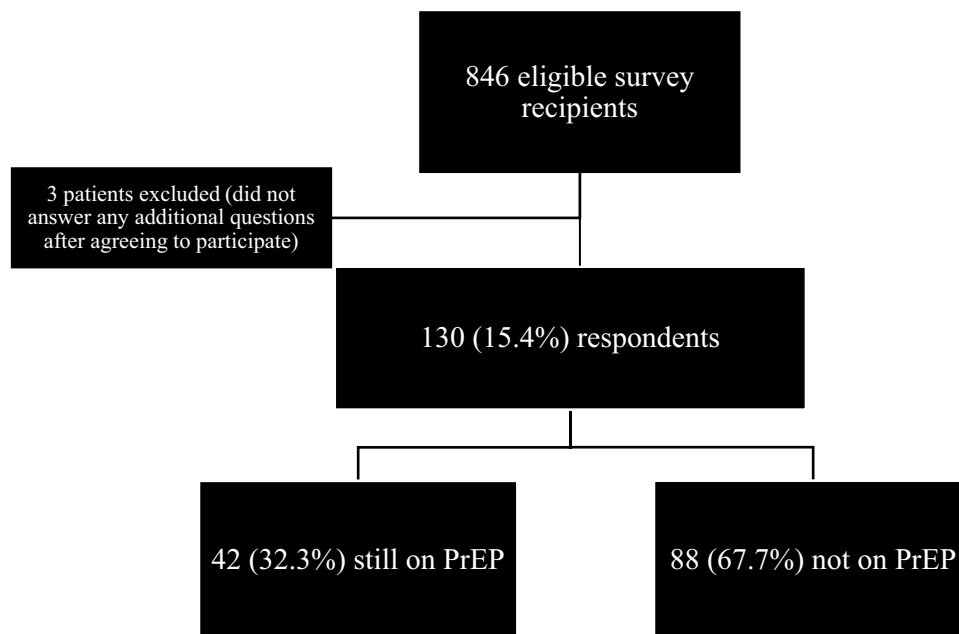 846 eligible survey
recipients
3 patients excluded (did not
answer any additional questions
after agreeing to participate)
130 (15.4%) respondents
42 (32.3%) still on PrEP
88 (67.7%) not on PrEP